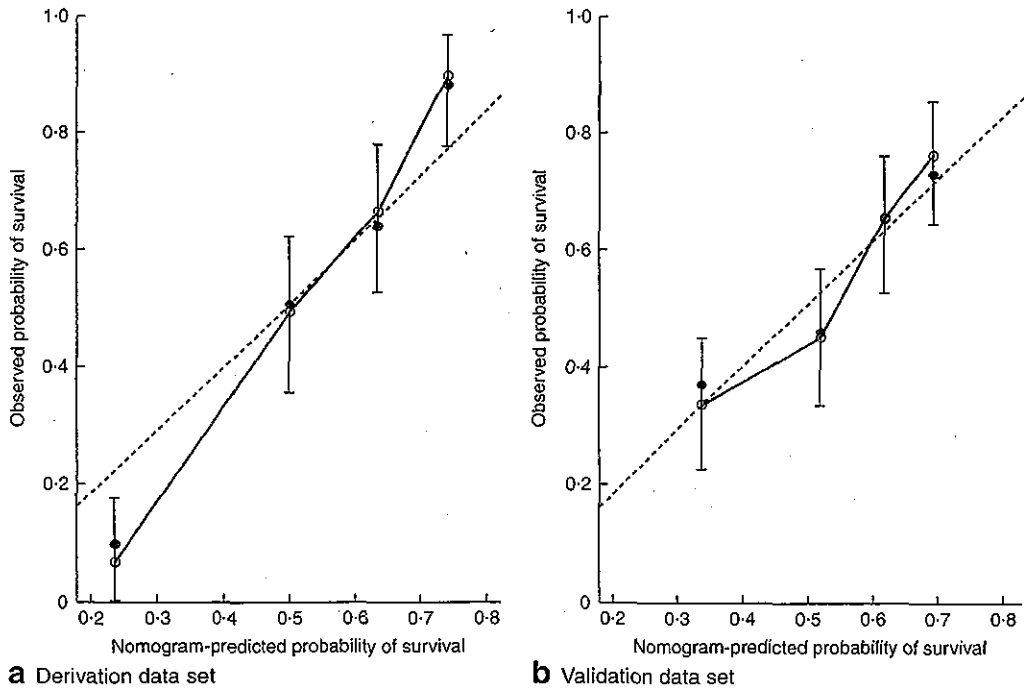 1·0
0·8
0·6
0·4
0·2
0
Observed probability of survival
0·2 0·3 0·4 0·5 0·6 0·7 0·8
Nomogram-predicted probability of survival
a Derivation data set
1·0
0·8
0·6
0·4
0·2
0
Observed probability of survival
0·2 0·3 0·4 0·5 0·6 0·7 0·8
Nomogram-predicted probability of survival
b Validation data set